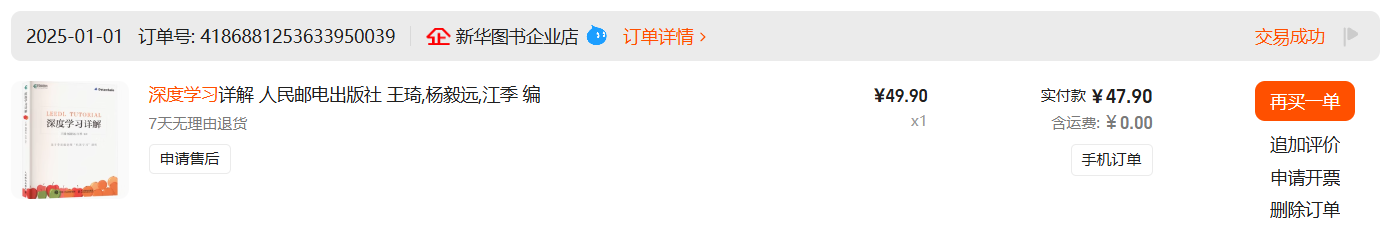 2025-01-01 订单号: 4186881253633950039 企 新华图书企业店 订单详情 >
交易成功
LEEDL TUTORIAL
深度学习详解
深度学习详解 人民邮电出版社 王琦,杨毅远,江季 编
7天无理由退货
申请售后
¥49.90
x1
实付款 ¥47.90
含运费: ¥0.00
手机订单
再买一单
追加评价
申请开票
删除订单